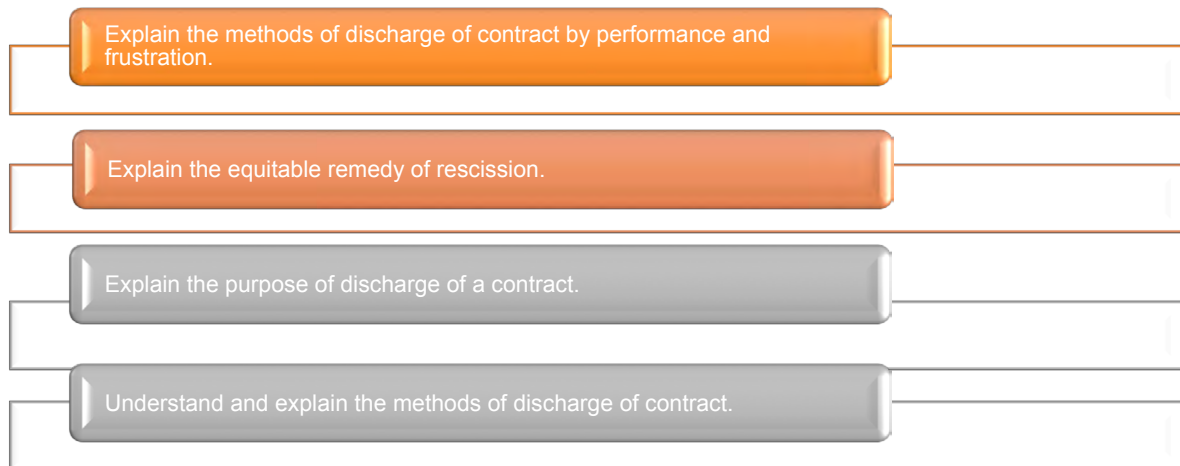 Explain the methods of discharge of contract by performance and
frustration.
Explain the equitable remedy of rescission.
Explain the purpose of discharge of a contract.
Understand and explain the methods of discharge of contract.